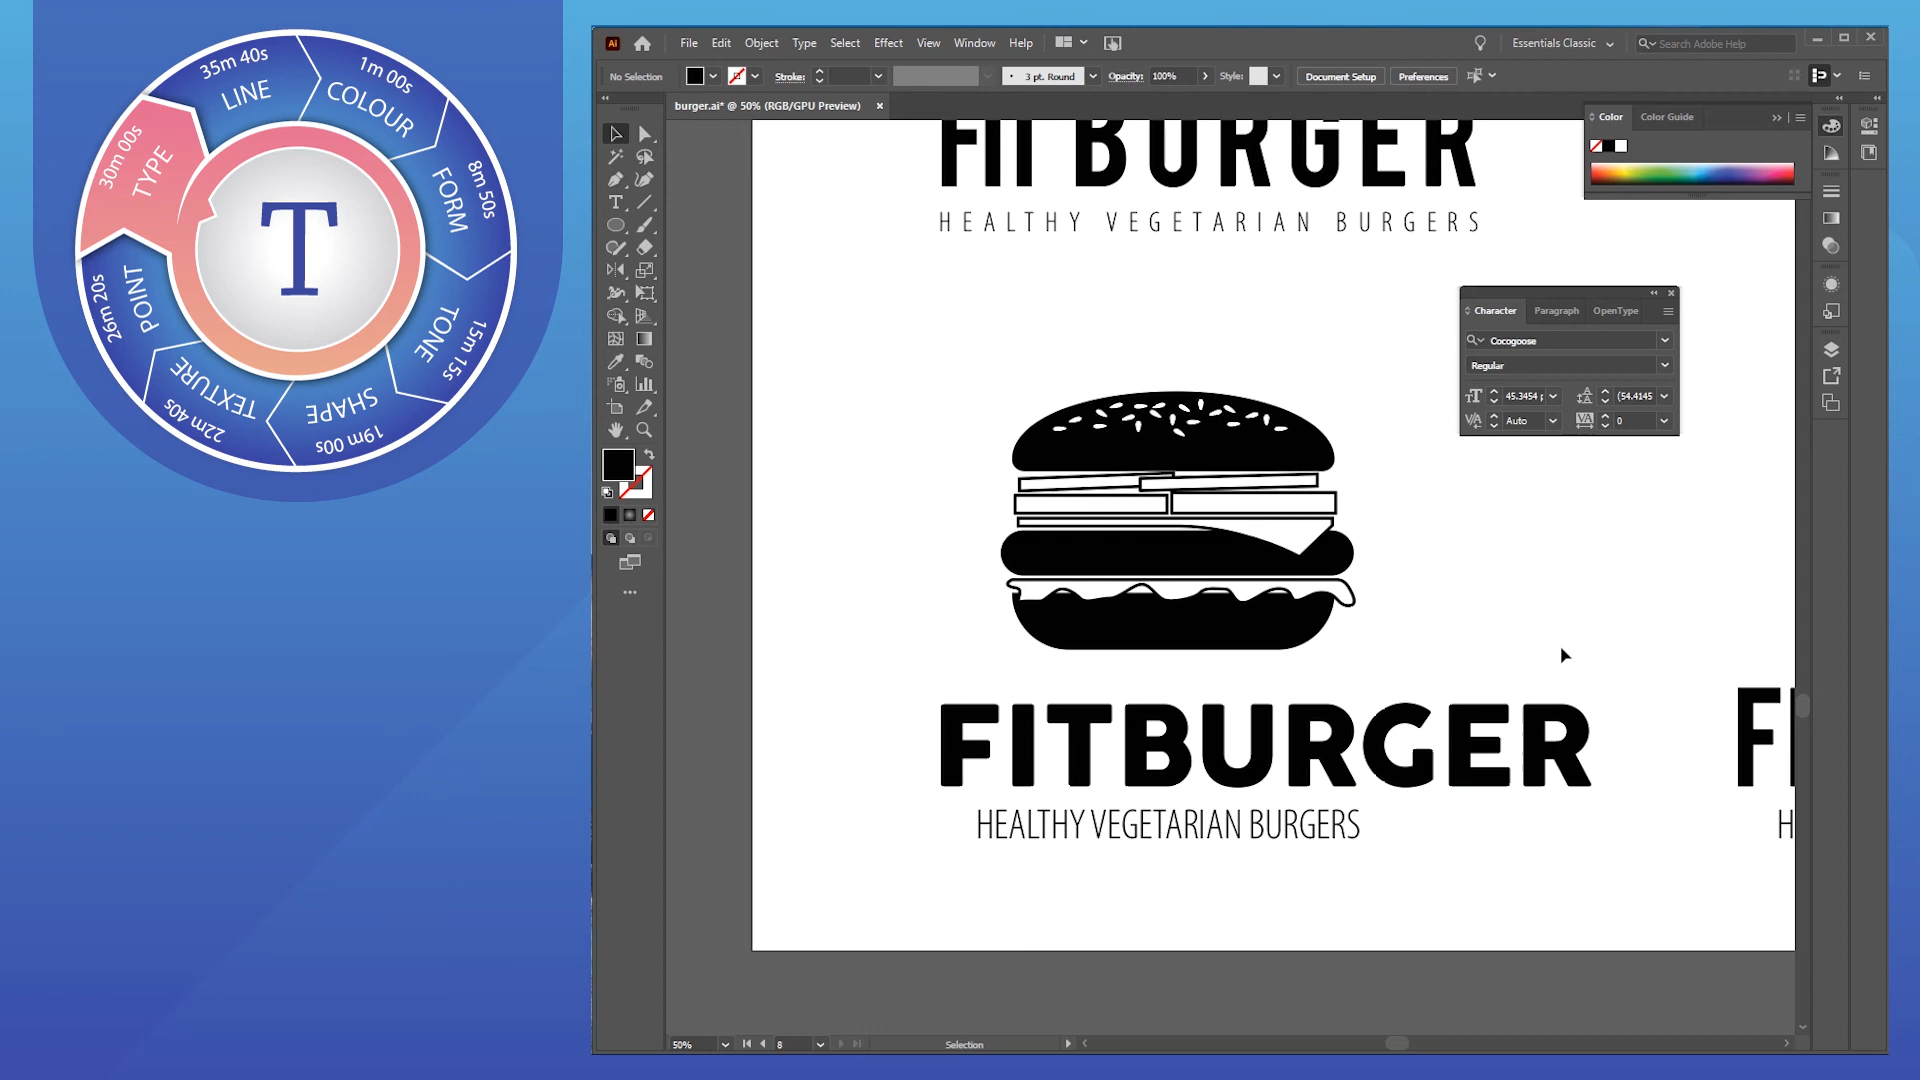 35m 40s
LINE
1m 00s
COLOUR
8m 50s
FORM
15m 15s
TONE
19m 00s
SHAPE
22m 40s
TEXTURE
26m 20s
POINT
30m 00s
TYPE
T
Ai File Edit Object Type Select Effect View Window Help Essentials Classic Search Adobe Help
No Selection Stroke: 3 pt. Round Opacity: 100% Style: Document Setup Preferences
burger.ai* @ 50% (RGB/GPU Preview)
Color Color Guide
FIT BURGER
HEALTHY VEGETARIAN BURGERS
Character Paragraph OpenType
Cocogoose
Regular
45.3454 (54.4145
Auto 0
FITBURGER
HEALTHY VEGETARIAN BURGERS
F
H
50% 8 Selection